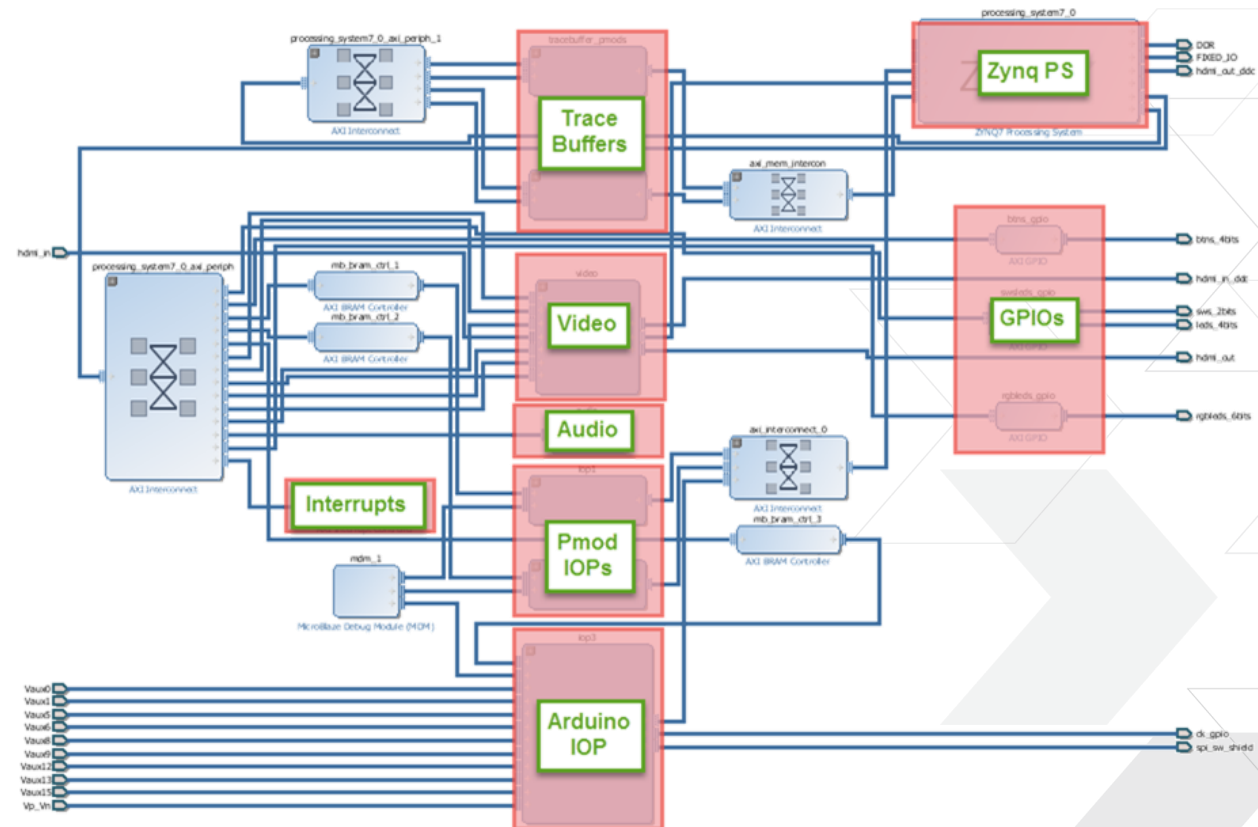 processing_system7_0
processing_system7_0_axi_periph_1
tracebuffer_pmods
DDR
FIXED_IO
hdmi_out_ddc
Zynq PS
Trace
Buffers
AXI Interconnect
ZYNQ7 Processing System
axi_mem_intercon
AXI Interconnect
btns_gpio
btns_4bits
AXI GPIO
hdmi_in
processing_system7_0_axi_periph
mb_bram_ctrl_1
video
hdmi_in_ddc
AXI BRAM Controller
mb_bram_ctrl_2
swsleds_gpio
sws_2bits
Video
GPIOs
leds_4bits
AXI GPIO
AXI BRAM Controller
hdmi_out
rgbleds_gpio
rgbleds_6bits
Audio
axi_interconnect_0
AXI GPIO
iop1
AXI Interconnect
Interrupts
AXI Interconnect
mb_bram_ctrl_3
Pmod
IOPs
mdm_1
AXI BRAM Controller
MicroBlaze Debug Module (MDM)
iop3
Vaux0
Vaux1
Vaux5
Vaux6
Vaux8
Vaux9
Vaux12
Vaux13
Vaux15
Vp_Vn
Arduino
IOP
ck_gpio
spi_sw_shield